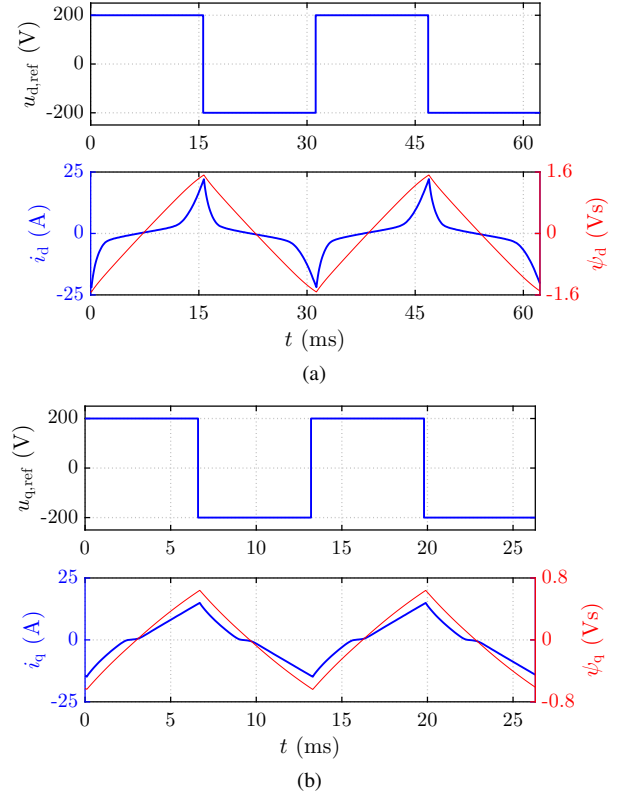 200
0
-200
u_d,ref (V)
0 15 30 45 60
25
0
-25
i_d (A)
1.6
0
-1.6
ψ_d (Vs)
0 15 30 45 60
t (ms)
(a)
200
0
-200
u_q,ref (V)
0 5 10 15 20 25
25
0
-25
i_q (A)
0.8
0
-0.8
ψ_q (Vs)
0 5 10 15 20 25
t (ms)
(b)